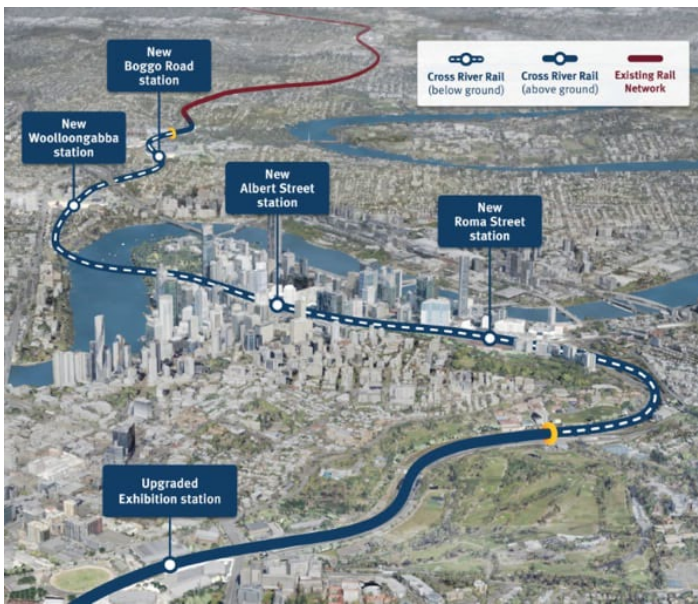 New
Boggo Road
station
Cross River Rail
(below ground)
Cross River Rail
(above ground)
Existing Rail
Network
New
Woolloongabba
station
New
Albert Street
station
New
Roma Street
station
Upgraded
Exhibition station